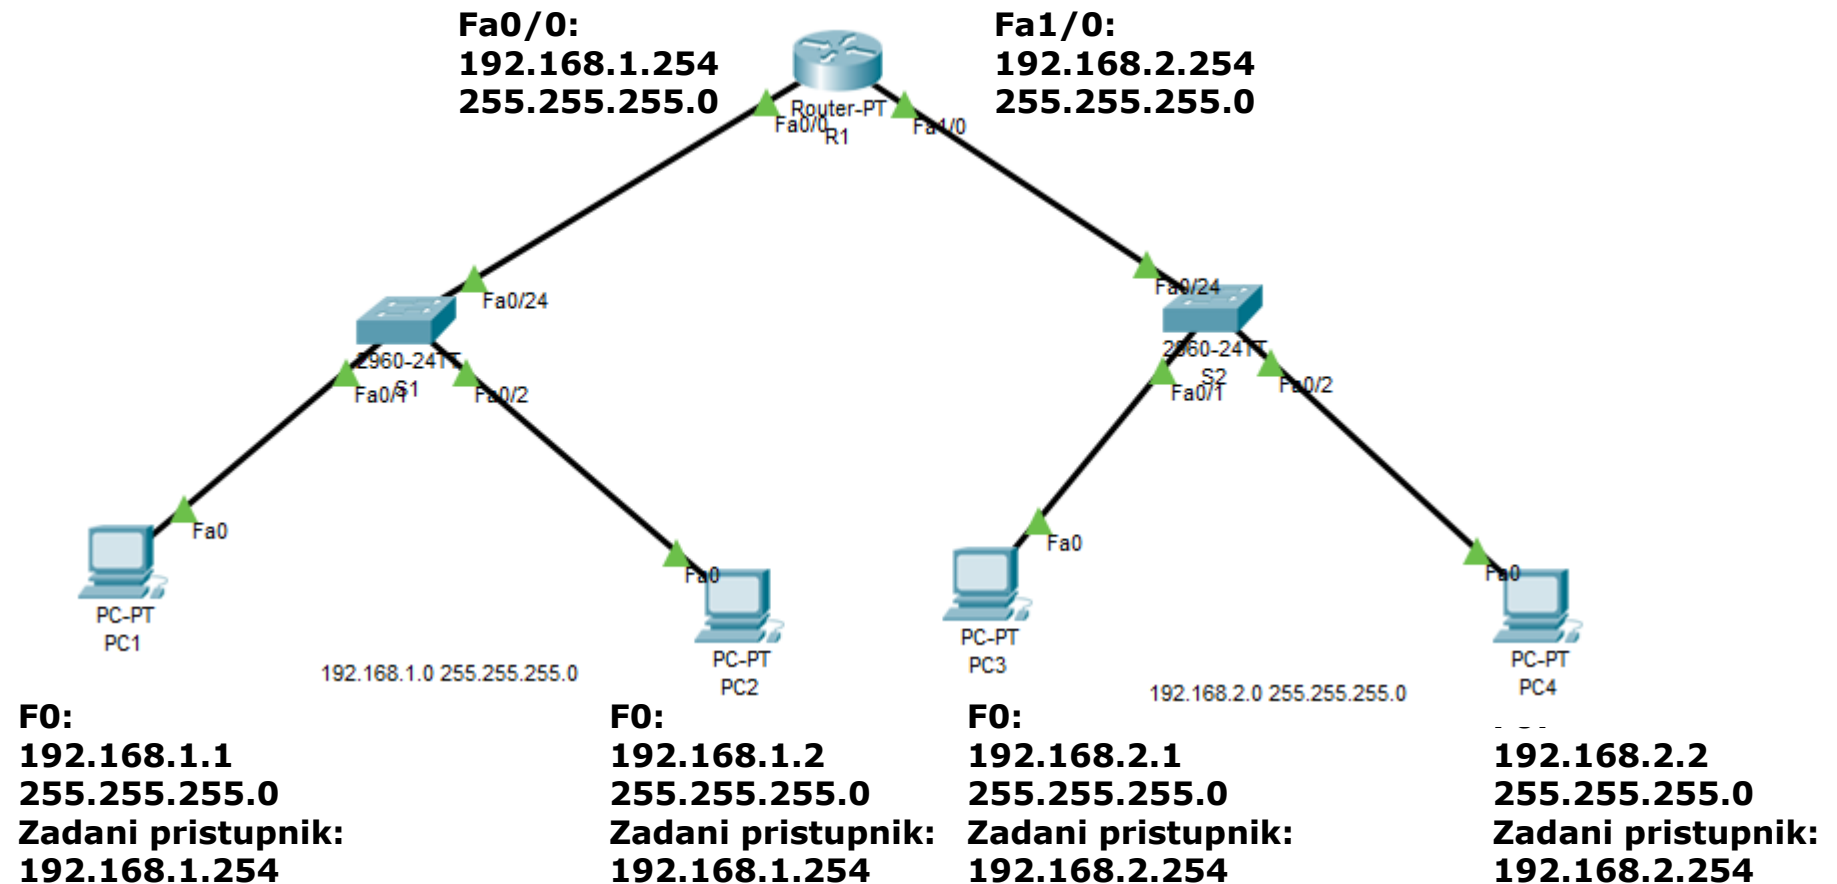 Fa0/0:
192.168.1.254
255.255.255.0
Fa1/0:
192.168.2.254
255.255.255.0
Router-PT
R1
Fa0/0
Fa1/0
Fa0/24
2960-24TT
S1
Fa0/1
Fa0/2
Fa0/24
2960-24TT
S2
Fa0/1
Fa0/2
Fa0
PC-PT
PC1
Fa0
PC-PT
PC2
Fa0
PC-PT
PC3
Fa0
PC-PT
PC4
192.168.1.0 255.255.255.0
192.168.2.0 255.255.255.0
F0:
192.168.1.1
255.255.255.0
Zadani pristupnik:
192.168.1.254
F0:
192.168.1.2
255.255.255.0
Zadani pristupnik:
192.168.1.254
F0:
192.168.2.1
255.255.255.0
Zadani pristupnik:
192.168.2.254
192.168.2.2
255.255.255.0
Zadani pristupnik:
192.168.2.254